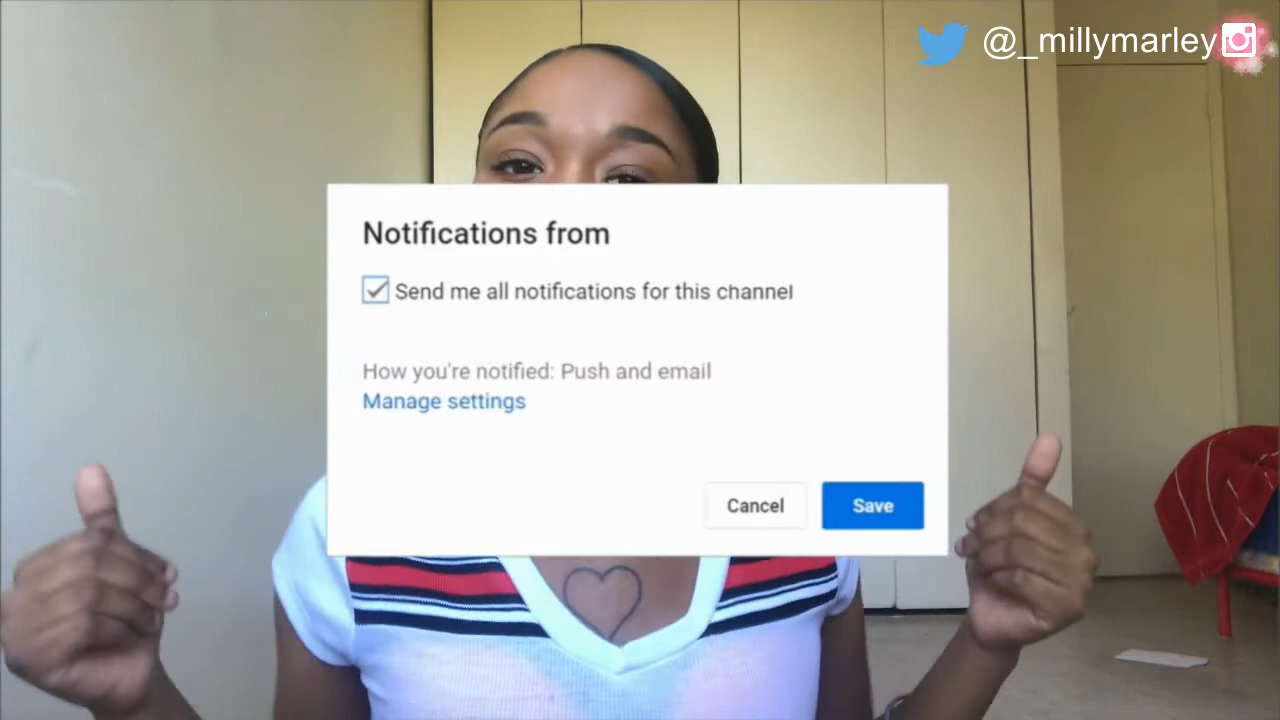 @_millymarley
Notifications from
Send me all notifications for this channel
How you're notified: Push and email
Manage settings
Cancel
Save